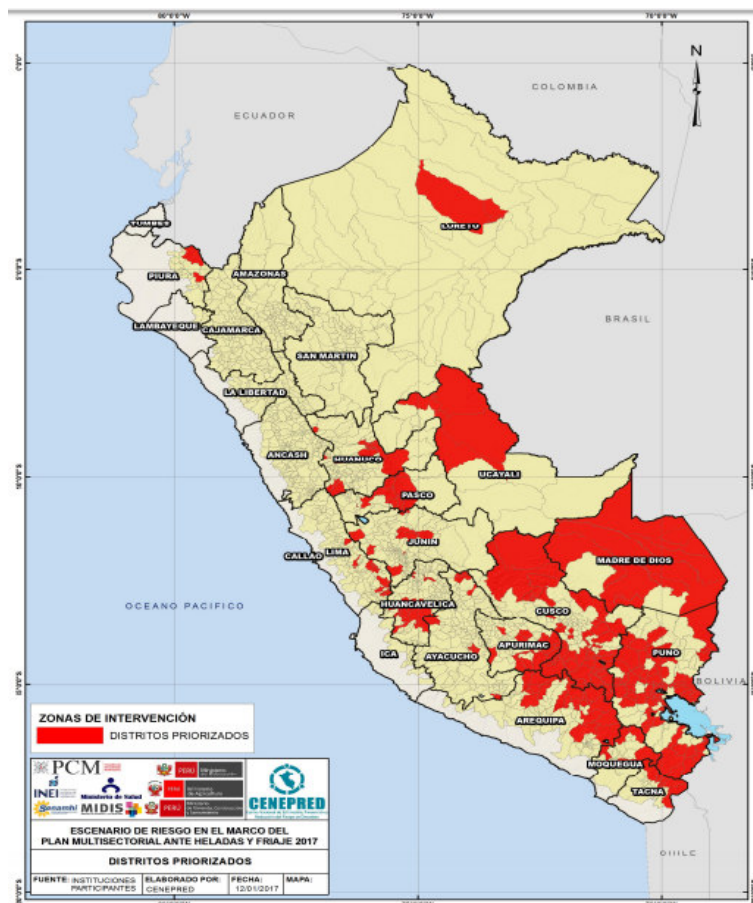 N
COLOMBIA
ECUADOR
LORETO
TUMBES
PIURA
AMAZONAS
LAMBAYEQUE
CAJAMARCA
BRASIL
SAN MARTIN
LA LIBERTAD
ANCASH
HUANUCO
UCAYALI
PASCO
JUNIN
LIMA
CALLAO
MADRE DE DIOS
OCEANO PACIFICO
HUANCAVELICA
CUSCO
ICA
AYACUCHO
APURIMAC
PUNO
BOLIVIA
AREQUIPA
MOQUEGUA
TACNA
ZONAS DE INTERVENCIÓN
DISTRITOS PRIORIZADOS
PCM
PERÚ
INEI
Ministerio de Salud
PERÚ
Senamhi
MIDIS
PERÚ
CENEPRED
ESCENARIO DE RIESGO EN EL MARCO DEL
PLAN MULTISECTORIAL ANTE HELADAS Y FRIAJE 2017
DISTRITOS PRIORIZADOS
FUENTE: INSTITUCIONES PARTICIPANTES
ELABORADO POR: CENEPRED
FECHA: 12/01/2017
MAPA: